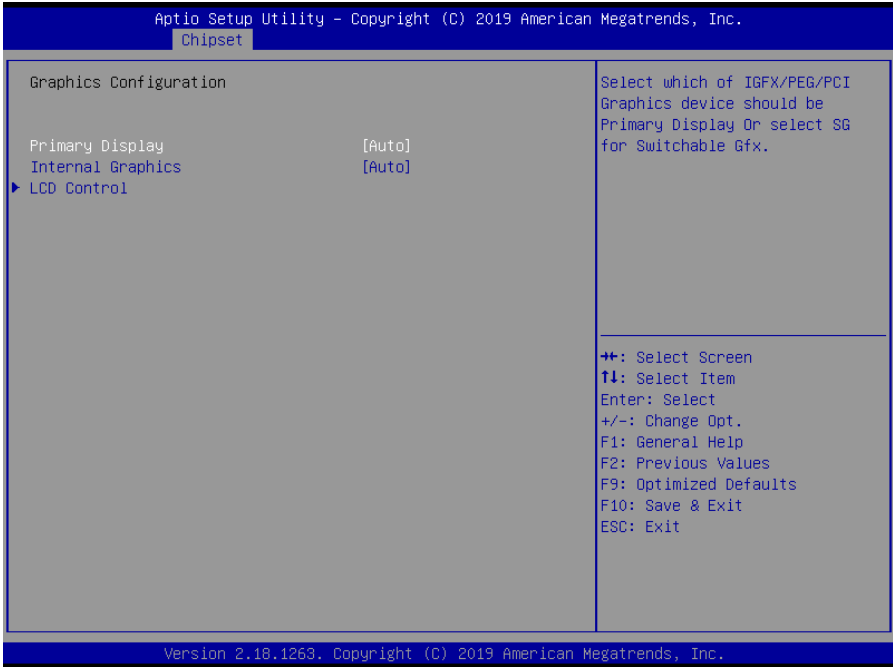 Aptio Setup Utility – Copyright (C) 2019 American Megatrends, Inc.
Chipset
Graphics Configuration
Primary Display [Auto]
Internal Graphics [Auto]
LCD Control
Select which of IGFX/PEG/PCI
Graphics device should be
Primary Display Or select SG
for Switchable Gfx.
→←: Select Screen
↑↓: Select Item
Enter: Select
+/-: Change Opt.
F1: General Help
F2: Previous Values
F9: Optimized Defaults
F10: Save & Exit
ESC: Exit
Version 2.18.1263. Copyright (C) 2019 American Megatrends, Inc.